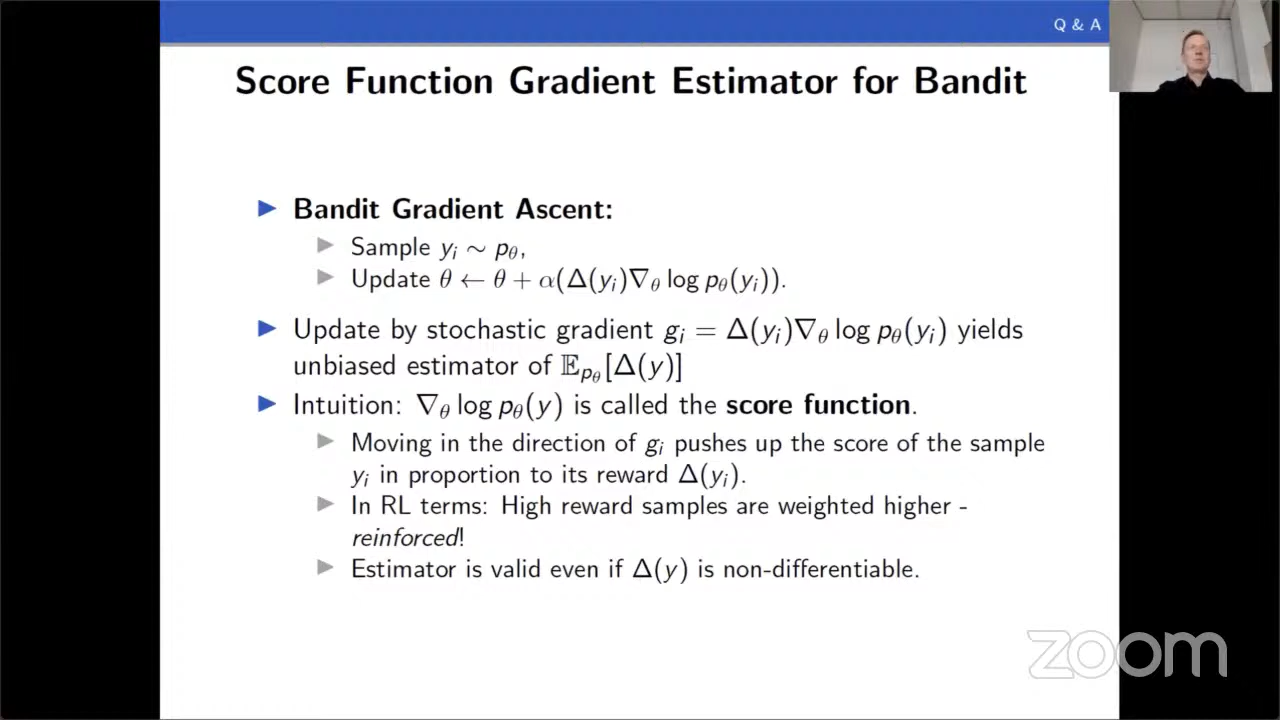 Q & A
Score Function Gradient Estimator for Bandit
Bandit Gradient Ascent:
Sample yᵢ ∼ p_θ,
Update θ ← θ + α(Δ(yᵢ)∇_θ log p_θ(yᵢ)).
Update by stochastic gradient gᵢ = Δ(yᵢ)∇_θ log p_θ(yᵢ) yields
unbiased estimator of 𝔼_{p_θ}[Δ(y)]
Intuition: ∇_θ log p_θ(y) is called the score function.
Moving in the direction of gᵢ pushes up the score of the sample
yᵢ in proportion to its reward Δ(yᵢ).
In RL terms: High reward samples are weighted higher -
reinforced!
Estimator is valid even if Δ(y) is non-differentiable.
zoom